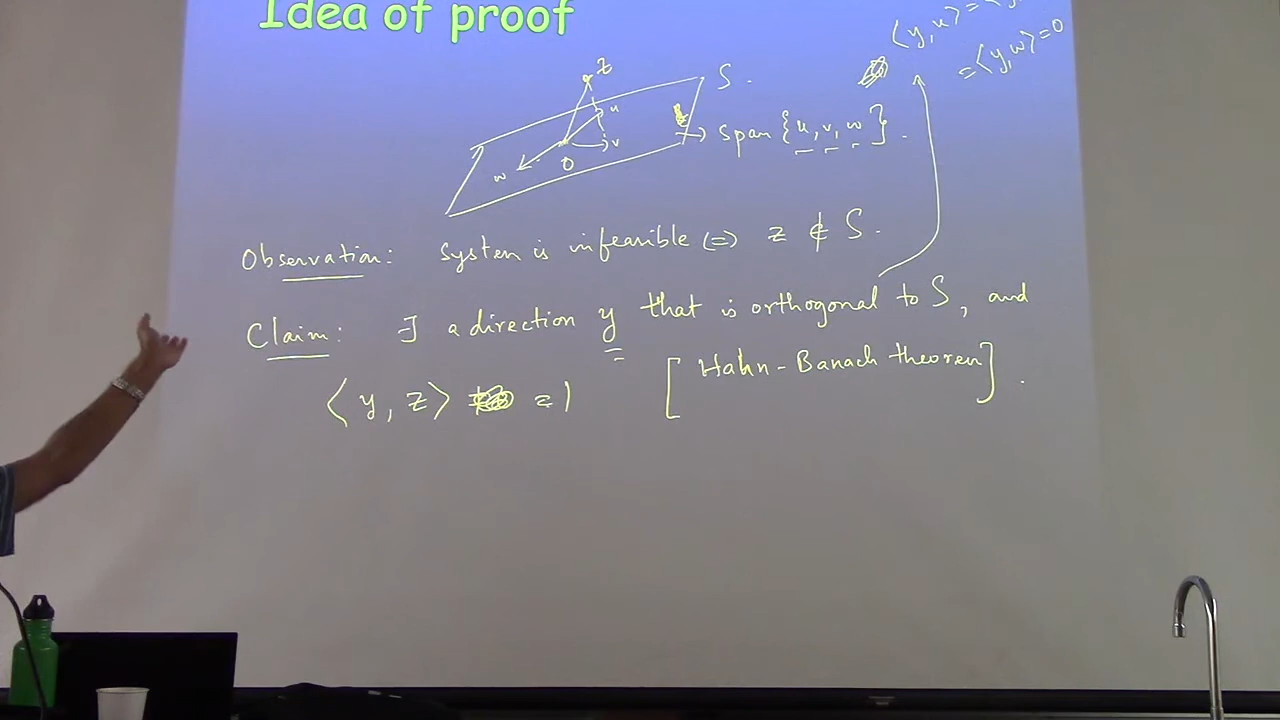 Idea of proof
⟨y,u⟩ = ⟨y,
= ⟨y,w⟩ = 0
z
S.
u
v
w
0
→ span {u, v, w}.
Observation: System is infeasible ⇔ z ∉ S.
Claim: ∃ a direction y that is orthogonal to S, and
⟨y, z⟩ = 1 [Hahn-Banach theorem].